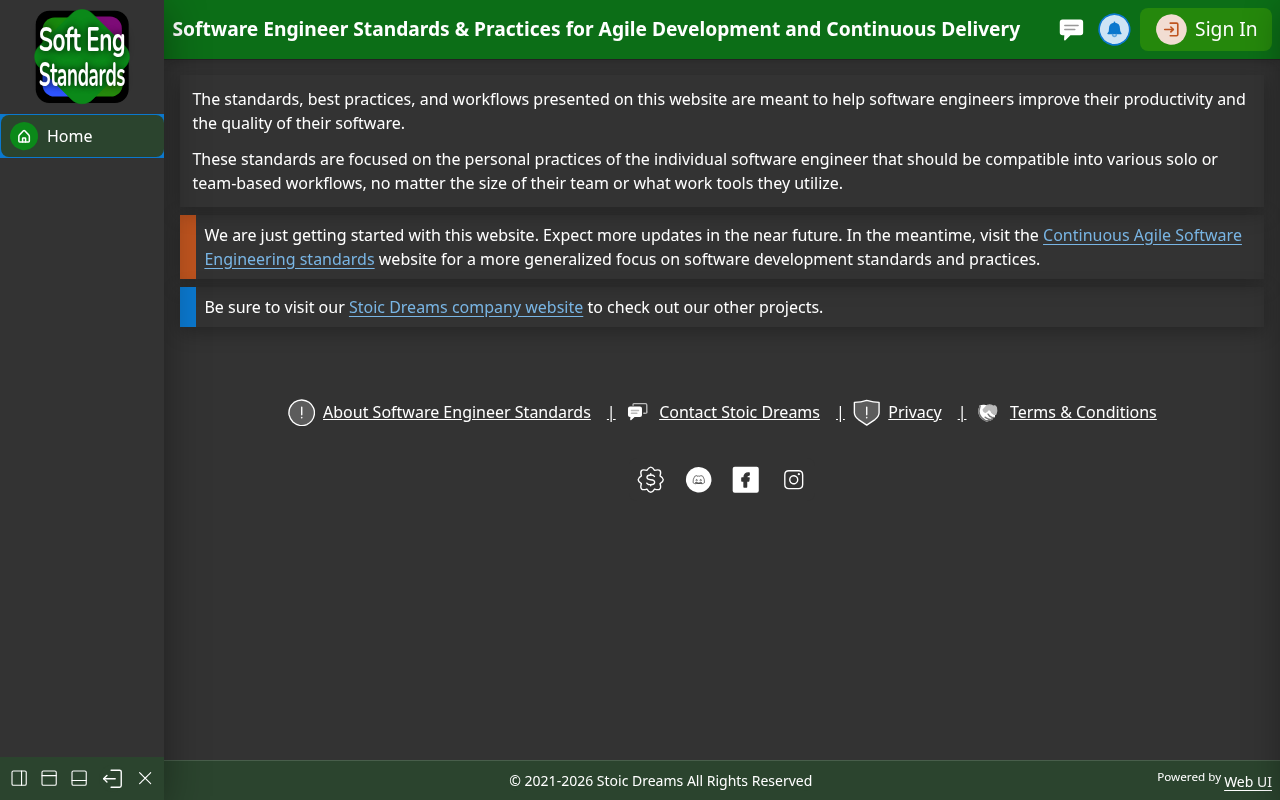 Soft Eng
Standards
Software Engineer Standards & Practices for Agile Development and Continuous Delivery
Sign In
Home
The standards, best practices, and workflows presented on this website are meant to help software engineers improve their productivity and
the quality of their software.
These standards are focused on the personal practices of the individual software engineer that should be compatible into various solo or
team-based workflows, no matter the size of their team or what work tools they utilize.
We are just getting started with this website. Expect more updates in the near future. In the meantime, visit the Continuous Agile Software
Engineering standards website for a more generalized focus on software development standards and practices.
Be sure to visit our Stoic Dreams company website to check out our other projects.
About Software Engineer Standards | Contact Stoic Dreams | Privacy | Terms & Conditions
© 2021-2026 Stoic Dreams All Rights Reserved
Powered by Web UI